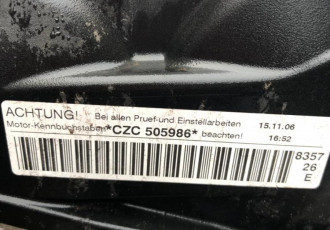 ACHTUNG! Bei allen Pruef-und Einstellarbeiten 15.11.06
Motor-Kennbuchstaben *CZC 505986* beachten! 16:52
8357
26
E